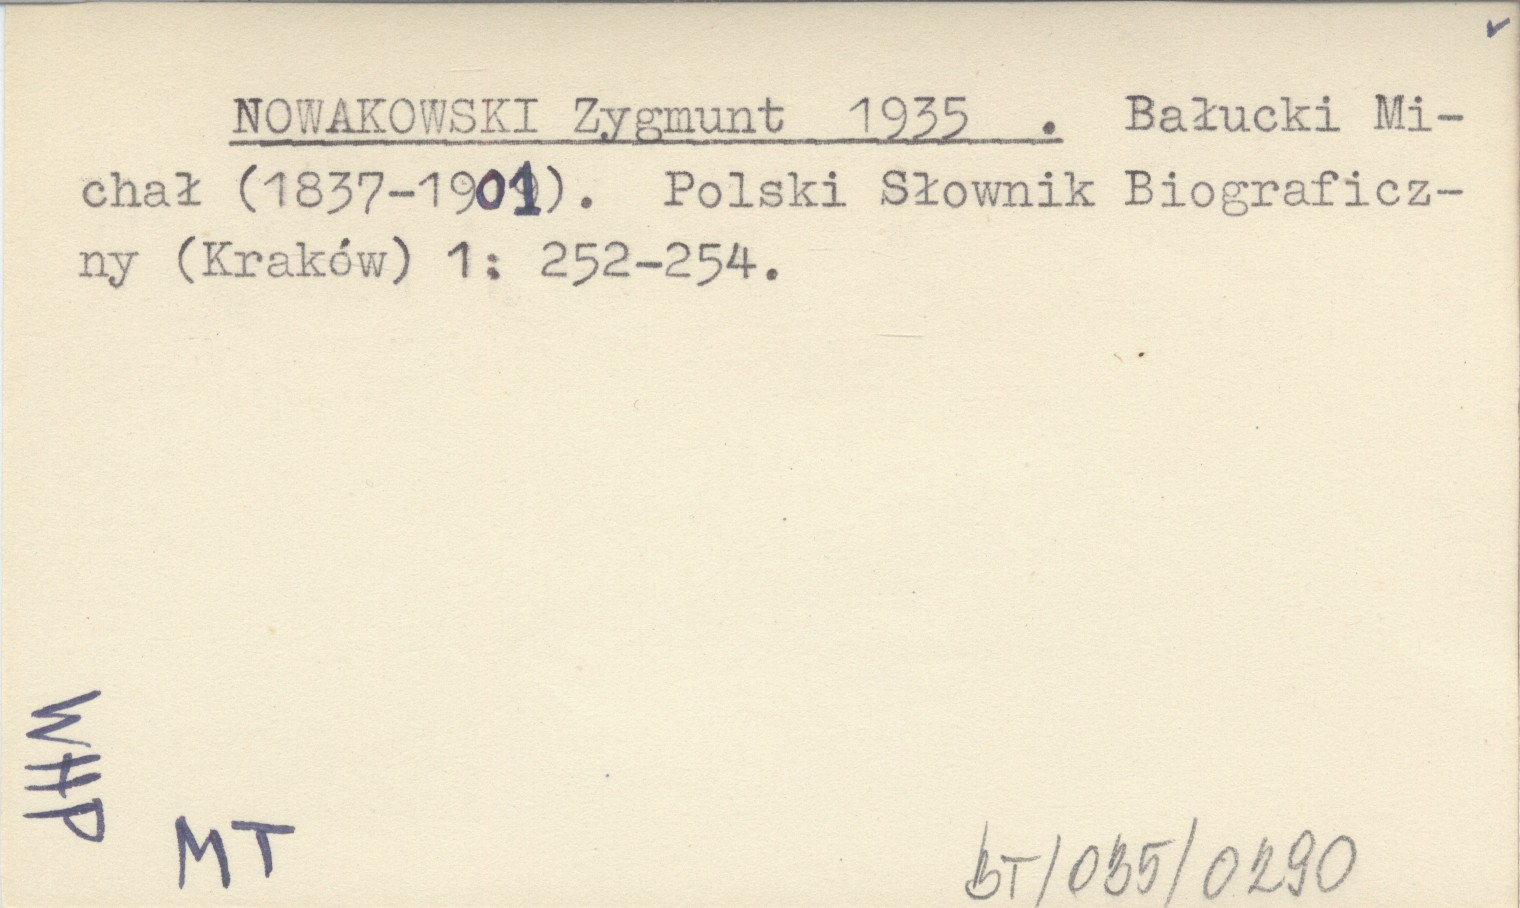 NOWAKOWSKI Zygmunt 1935 . Bałucki Mi-
chał (1837-1901). Polski Słownik Biograficz-
ny (Kraków) 1: 252-254.
WHP
MT
BT/035/0290